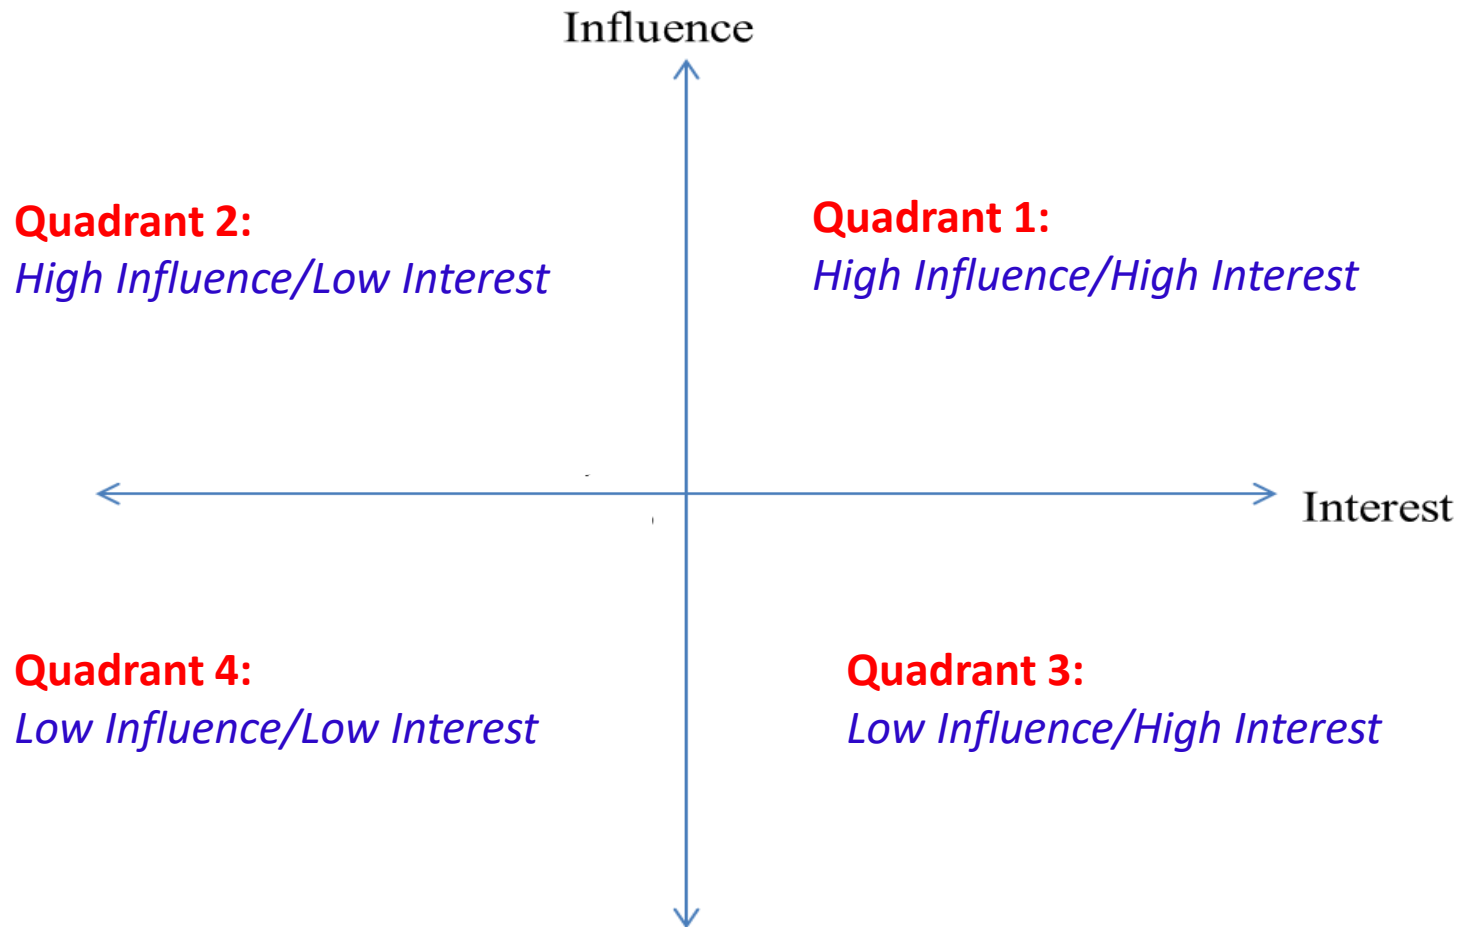 Influence
Quadrant 2:
High Influence/Low Interest
Quadrant 1:
High Influence/High Interest
Interest
Quadrant 4:
Low Influence/Low Interest
Quadrant 3:
Low Influence/High Interest